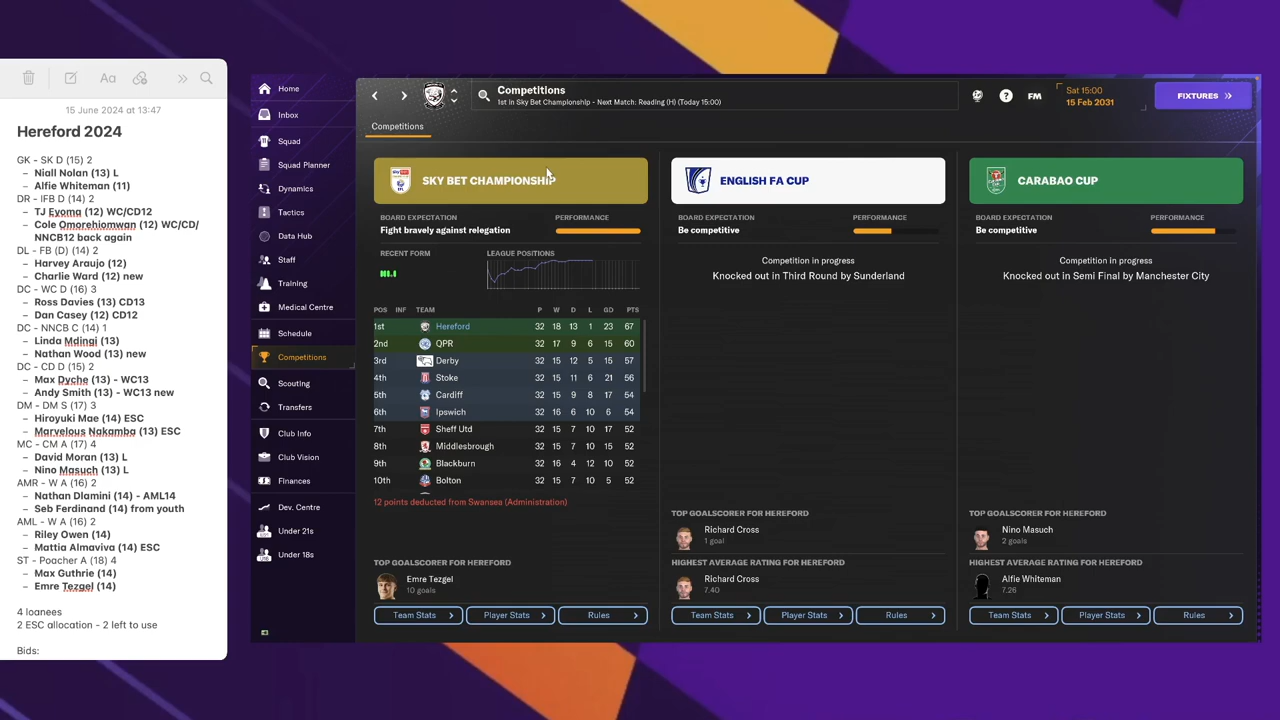 15 June 2024 at 13:47
Hereford 2024
GK - SK D (15) 2
– Niall Nolan (13) L
– Alfie Whiteman (11)
DR - IFB D (14) 2
– TJ Eyoma (12) WC/CD12
– Cole Omorehiomwan (12) WC/CD/
NNCB12 back again
DL - FB (D) (14) 2
– Harvey Araujo (12)
– Charlie Ward (12) new
DC - WC D (16) 3
– Ross Davies (13) CD13
– Dan Casey (12) CD12
DC - NNCB C (14) 1
– Linda Mdingi (13)
– Nathan Wood (13) new
DC - CD D (15) 2
– Max Dyche (13) - WC13
– Andy Smith (13) - WC13 new
DM - DM S (17) 3
– Hiroyuki Mae (14) ESC
– Marvelous Nakamba (13) ESC
MC - CM A (17) 4
– David Moran (13) L
– Nino Masuch (13) L
AMR - W A (16) 2
– Nathan Dlamini (14) - AML14
– Seb Ferdinand (14) from youth
AML - W A (16) 2
– Riley Owen (14)
– Mattia Almaviva (14) ESC
ST - Poacher A (18) 4
– Max Guthrie (14)
– Emre Tezgel (14)
4 loanees
2 ESC allocation - 2 left to use
Bids:
Home
Inbox
Squad
Squad Planner
Dynamics
Tactics
Data Hub
Staff
Training
Medical Centre
Schedule
Competitions
Scouting
Transfers
Club Info
Club Vision
Finances
Dev. Centre
Under 21s
Under 18s
Competitions
1st in Sky Bet Championship - Next Match: Reading (H) (Today 15:00)
FM
Sat 15:00
15 Feb 2031
FIXTURES
Competitions
SKY BET CHAMPIONSHIP
BOARD EXPECTATION PERFORMANCE
Fight bravely against relegation
RECENT FORM LEAGUE POSITIONS
POS INF TEAM P W D L GD PTS
1st Hereford 32 18 13 1 23 67
2nd QPR 32 17 9 6 15 60
3rd Derby 32 15 12 5 15 57
4th Stoke 32 15 11 6 21 56
5th Cardiff 32 15 9 8 17 54
6th Ipswich 32 16 6 10 6 54
7th Sheff Utd 32 15 7 10 17 52
8th Middlesbrough 32 15 7 10 15 52
9th Blackburn 32 16 4 12 10 52
10th Bolton 32 15 7 10 5 52
12 points deducted from Swansea (Administration)
TOP GOALSCORER FOR HEREFORD
Emre Tezgel
10 goals
Team Stats Player Stats Rules
ENGLISH FA CUP
BOARD EXPECTATION PERFORMANCE
Be competitive
Competition in progress
Knocked out in Third Round by Sunderland
TOP GOALSCORER FOR HEREFORD
Richard Cross
1 goal
HIGHEST AVERAGE RATING FOR HEREFORD
Richard Cross
7.40
Team Stats Player Stats Rules
CARABAO CUP
BOARD EXPECTATION PERFORMANCE
Be competitive
Competition in progress
Knocked out in Semi Final by Manchester City
TOP GOALSCORER FOR HEREFORD
Nino Masuch
2 goals
HIGHEST AVERAGE RATING FOR HEREFORD
Alfie Whiteman
7.26
Team Stats Player Stats Rules